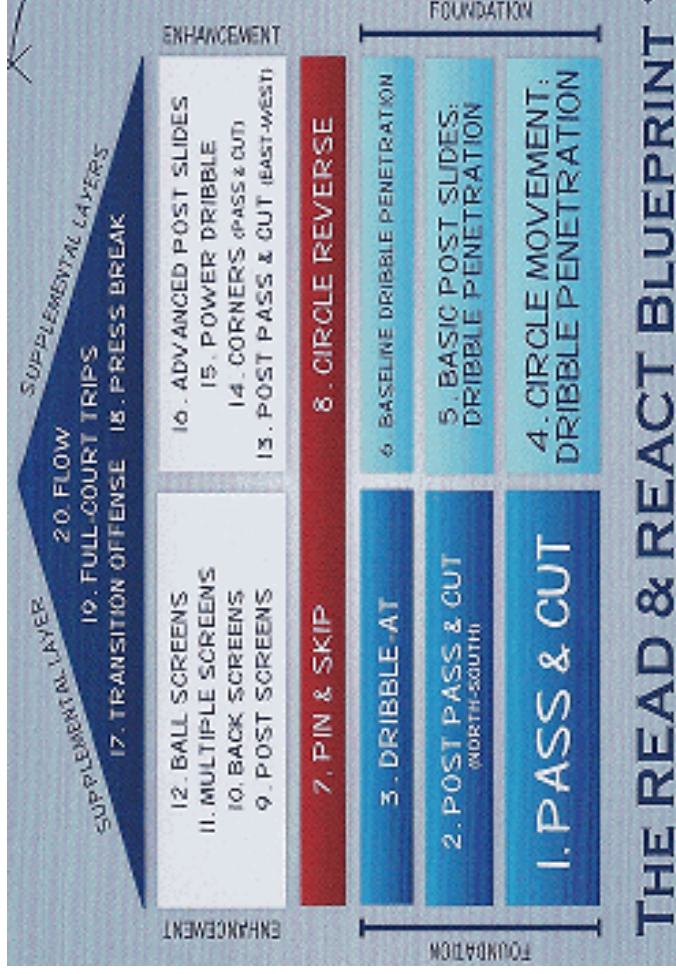 SUPPLEMENTAL LAYER
SUPPLEMENTAL LAYERS
20. FLOW
19. FULL-COURT TRIPS
17. TRANSITION OFFENSE 18. PRESS BREAK
ENHANCEMENT
12. BALL SCREENS
11. MULTIPLE SCREENS
10. BACK SCREENS
9. POST SCREENS
16. ADVANCED POST SLIDES
15. POWER DRIBBLE
14. CORNERS (PASS & CUT)
13. POST PASS & CUT (EAST-WEST)
ENHANCEMENT
7. PIN & SKIP
8. CIRCLE REVERSE
FOUNDATION
3. DRIBBLE-AT
6 BASELINE DRIBBLE PENETRATION
2. POST PASS & CUT
(NORTH-SOUTH)
5. BASIC POST SLIDES:
DRIBBLE PENETRATION
1. PASS & CUT
4. CIRCLE MOVEMENT:
DRIBBLE PENETRATION
FOUNDATION
THE READ & REACT BLUEPRINT